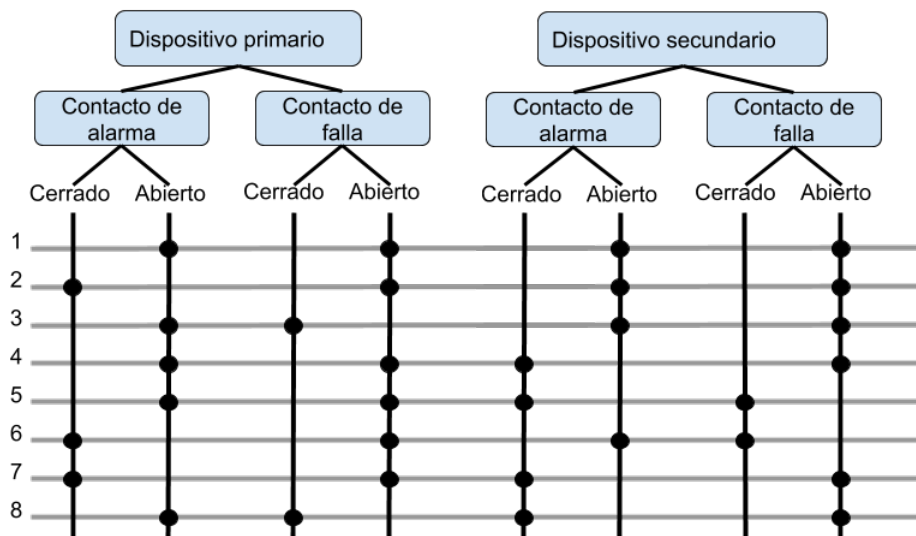 Dispositivo primario
Dispositivo secundario
Contacto de
alarma
Contacto de
falla
Contacto de
alarma
Contacto de
falla
Cerrado Abierto Cerrado Abierto Cerrado Abierto Cerrado Abierto
1
2
3
4
5
6
7
8